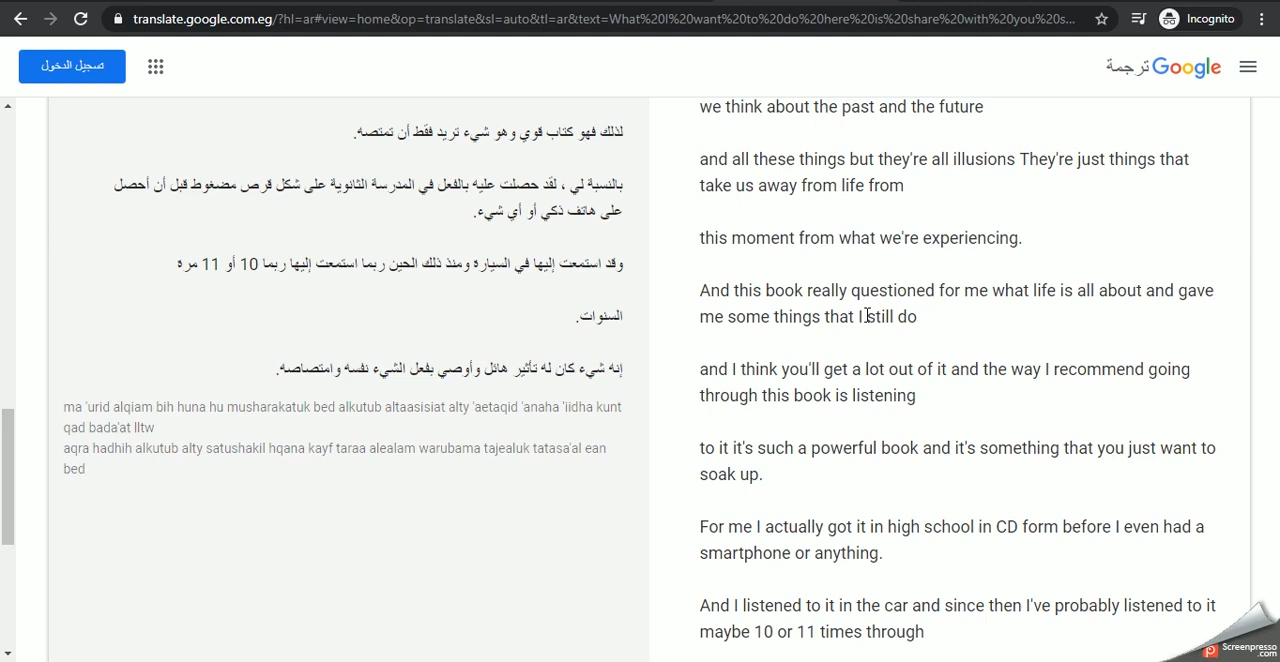 translate.google.com.eg/?hl=ar#view=home&op=translate&sl=auto&tl=ar&text=What%20I%20want%20to%20do%20here%20is%20share%20with%20you%20s...
Incognito
تسجيل الدخول
ترجمة Google
لذلك فهو كتاب قوي وهو شيء تريد فقط أن تمتصه.
بالنسبة لي ، لقد حصلت عليه بالفعل في المدرسة الثانوية على شكل قرص مضغوط قبل أن أحصل
على هاتف ذكي أو أي شيء.
وقد استمعت إليها في السيارة ومنذ ذلك الحين ربما استمعت إليها ربما 10 أو 11 مرة
السنوات.
إنه شيء كان له تأثير هائل وأوصي بفعل الشيء نفسه وامتصاصه.
ma 'urid alqiam bih huna hu musharakatuk bed alkutub altaasisiat alty 'aetaqid 'anaha 'iidha kunt
qad bada'at lltw
aqra hadhih alkutub alty satushakil hqana kayf taraa alealam warubama tajealuk tatasa'al ean
bed
we think about the past and the future
and all these things but they're all illusions They're just things that
take us away from life from
this moment from what we're experiencing.
And this book really questioned for me what life is all about and gave
me some things that I still do
and I think you'll get a lot out of it and the way I recommend going
through this book is listening
to it it's such a powerful book and it's something that you just want to
soak up.
For me I actually got it in high school in CD form before I even had a
smartphone or anything.
And I listened to it in the car and since then I've probably listened to it
maybe 10 or 11 times through
Screenpresso
.com